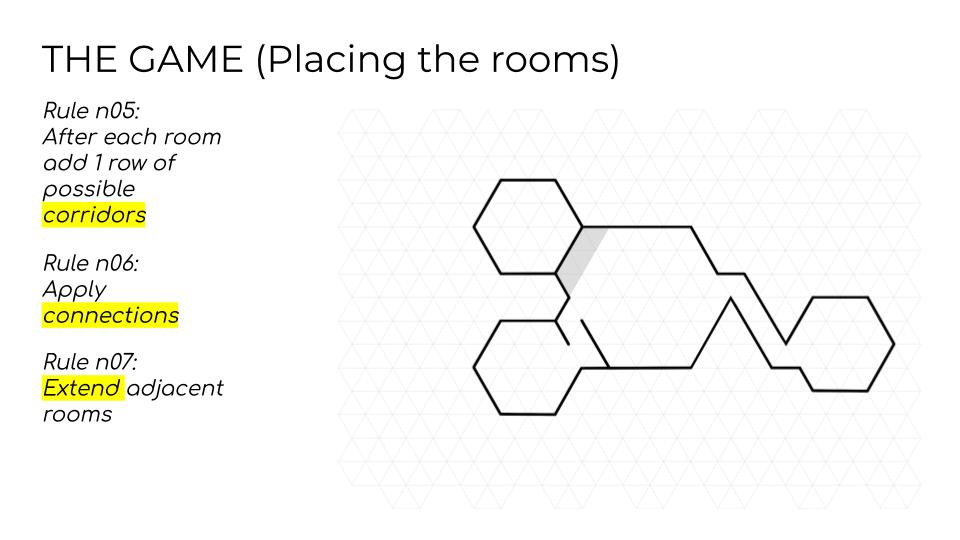 THE GAME (Placing the rooms)
Rule n05:
After each room
add 1 row of
possible
corridors
Rule n06:
Apply
connections
Rule n07:
Extend adjacent
rooms